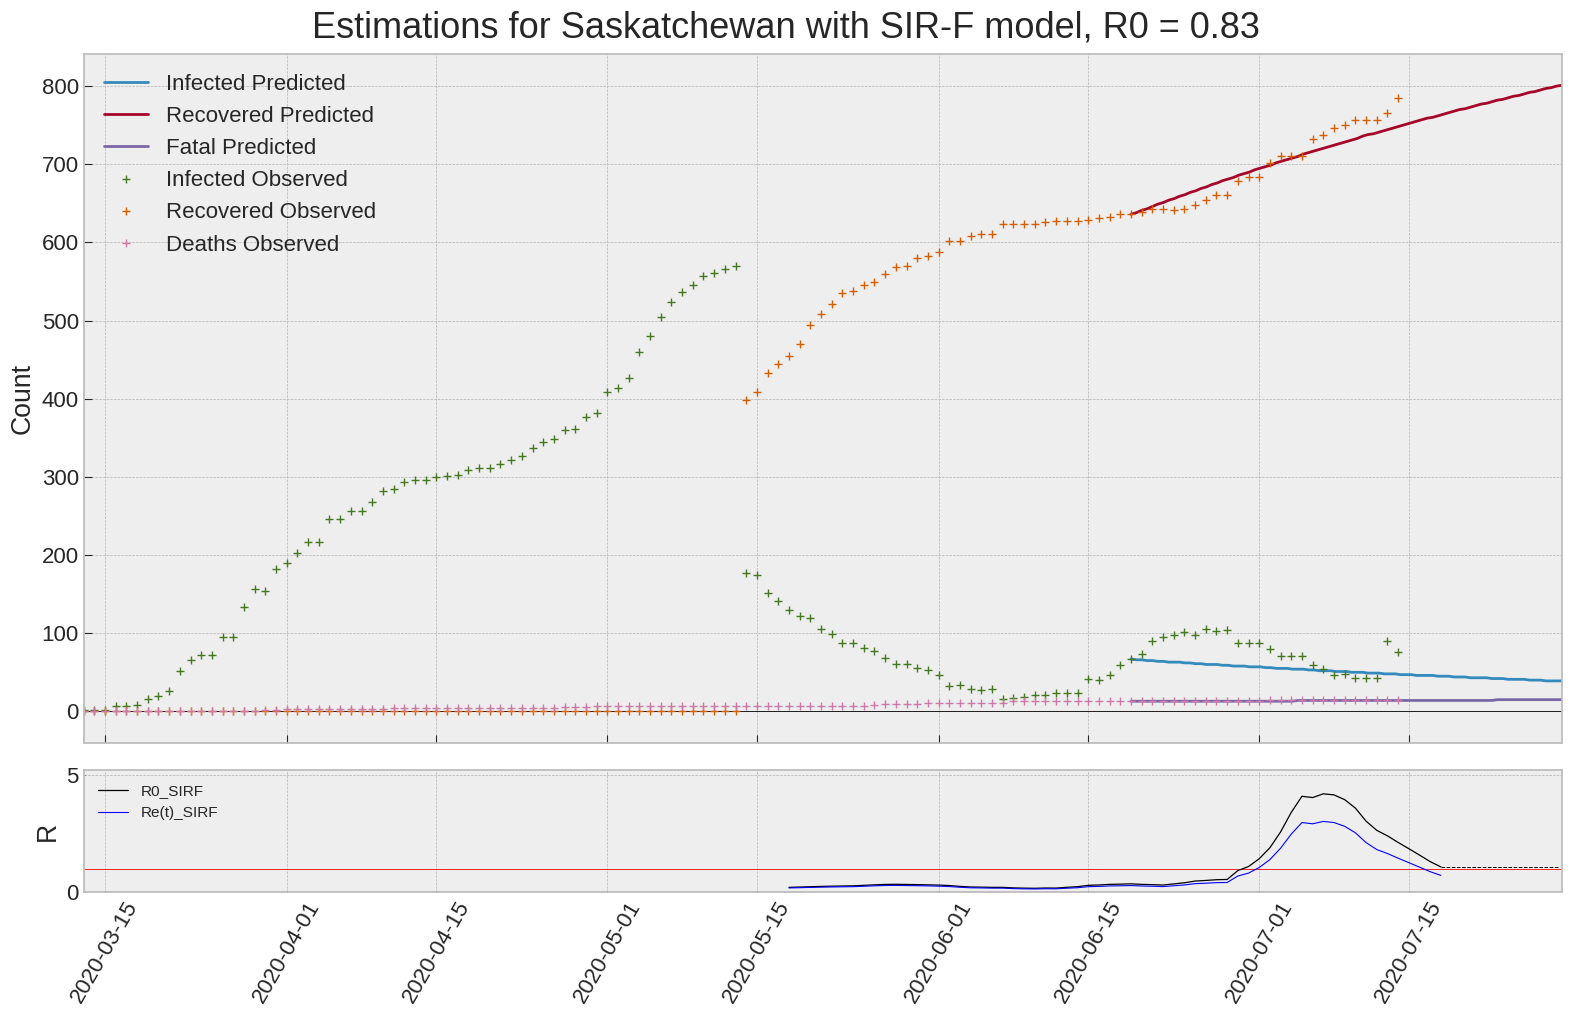 Estimations for Saskatchewan with SIR-F model, R0 = 0.83
Infected Predicted
Recovered Predicted
Fatal Predicted
Infected Observed
Recovered Observed
Deaths Observed
800
700
600
500
400
300
200
100
0
Count
R0_SIRF
Re(t)_SIRF
5
0
R
2020-03-15
2020-04-01
2020-04-15
2020-05-01
2020-05-15
2020-06-01
2020-06-15
2020-07-01
2020-07-15